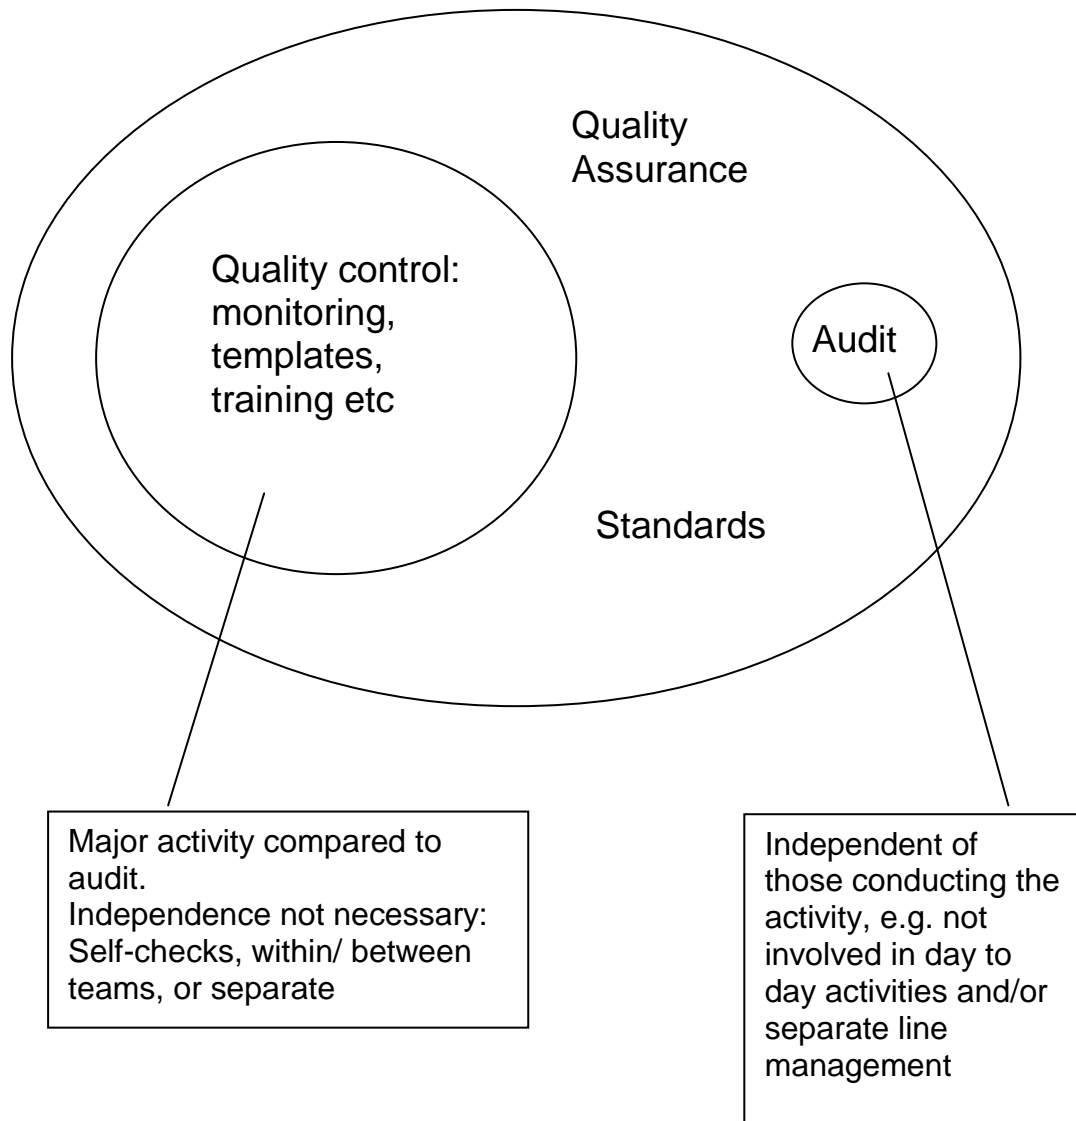 Quality
Assurance
Quality control:
monitoring,
templates,
training etc
Audit
Standards
Major activity compared to
audit.
Independence not necessary:
Self-checks, within/ between
teams, or separate
Independent of
those conducting the
activity, e.g. not
involved in day to
day activities and/or
separate line
management